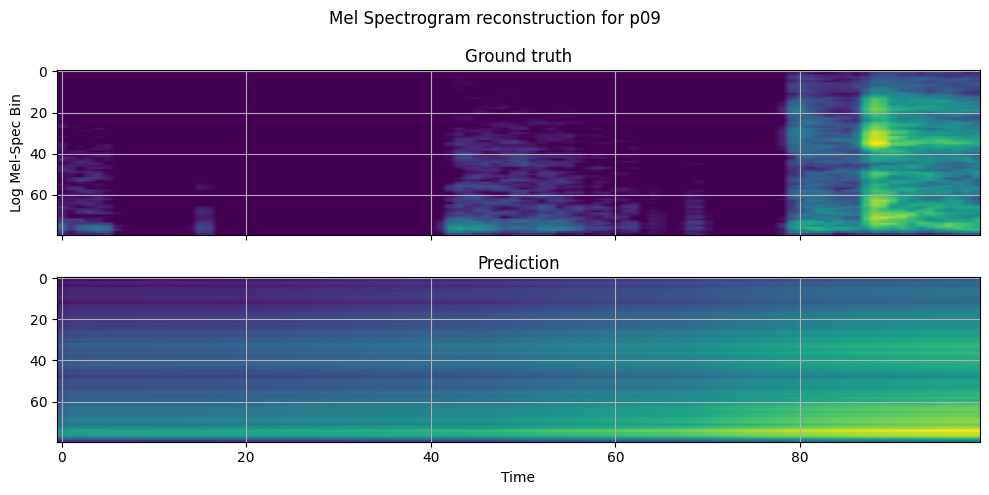 Mel Spectrogram reconstruction for p09
Ground truth
Log Mel-Spec Bin
0
20
40
60
Prediction
0
20
40
60
0 20 40 60 80
Time